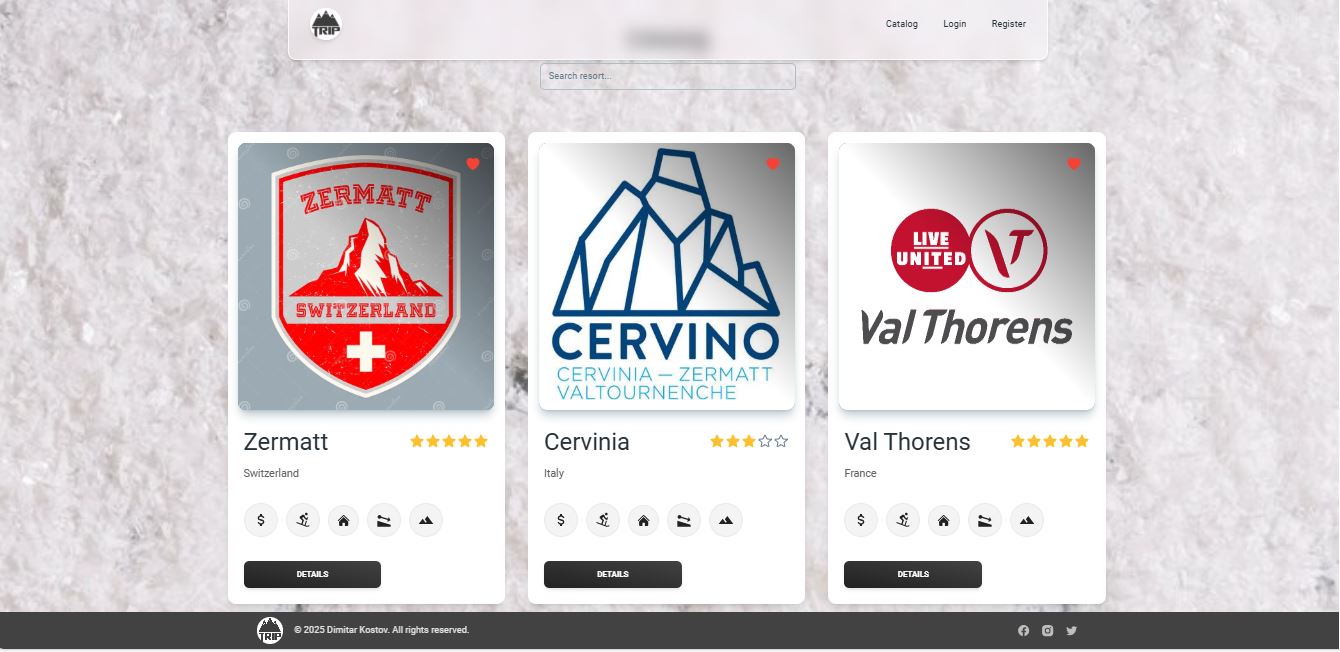 TRIP
Catalog
Login
Register
Search resort...
ZERMATT
SWITZERLAND
CERVINO
CERVINIA — ZERMATT
VALTOURNENCHE
LIVE
UNITED
Val Thorens
Zermatt
Switzerland
$
DETAILS
Cervinia
Italy
$
DETAILS
Val Thorens
France
$
DETAILS
TRIP
© 2025 Dimitar Kostov. All rights reserved.